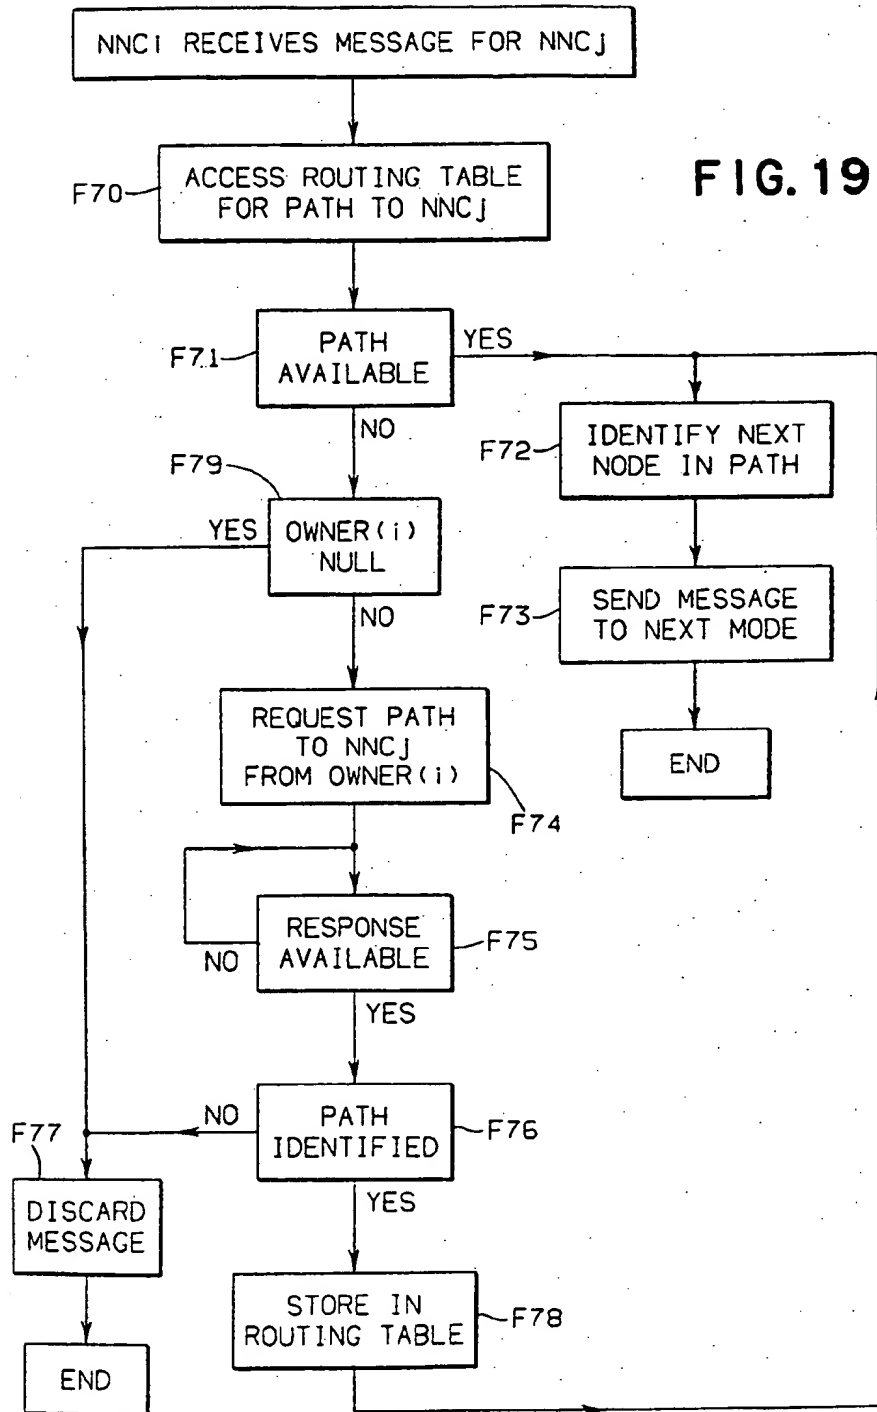 NNCi RECEIVES MESSAGE FOR NNCj
FIG. 19
F70
ACCESS ROUTING TABLE
FOR PATH TO NNCj
F71
PATH
AVAILABLE
YES
NO
F72
IDENTIFY NEXT
NODE IN PATH
F79
YES
OWNER(i)
NULL
NO
F73
SEND MESSAGE
TO NEXT MODE
END
REQUEST PATH
TO NNCj
FROM OWNER(i)
F74
RESPONSE
AVAILABLE
F75
NO
YES
PATH
IDENTIFIED
F76
NO
YES
F77
DISCARD
MESSAGE
STORE IN
ROUTING TABLE
F78
END